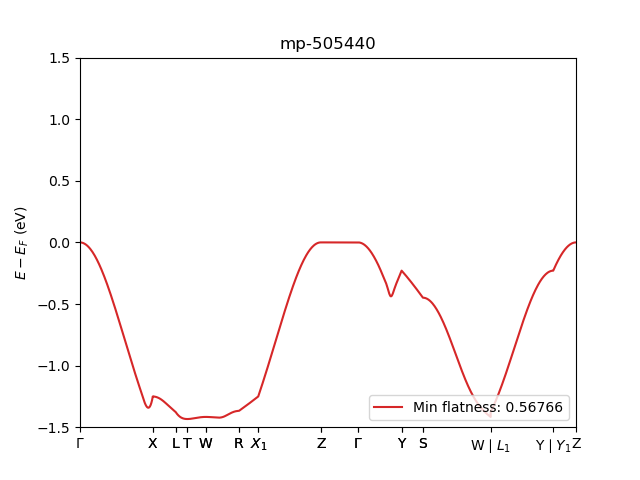 mp-505440
1.5
1.0
0.5
0.0
−0.5
−1.0
−1.5
E − E_F (eV)
Min flatness: 0.56766
Γ X L T W R X₁ Z Γ Y S W | L₁ Y | Y₁ Z